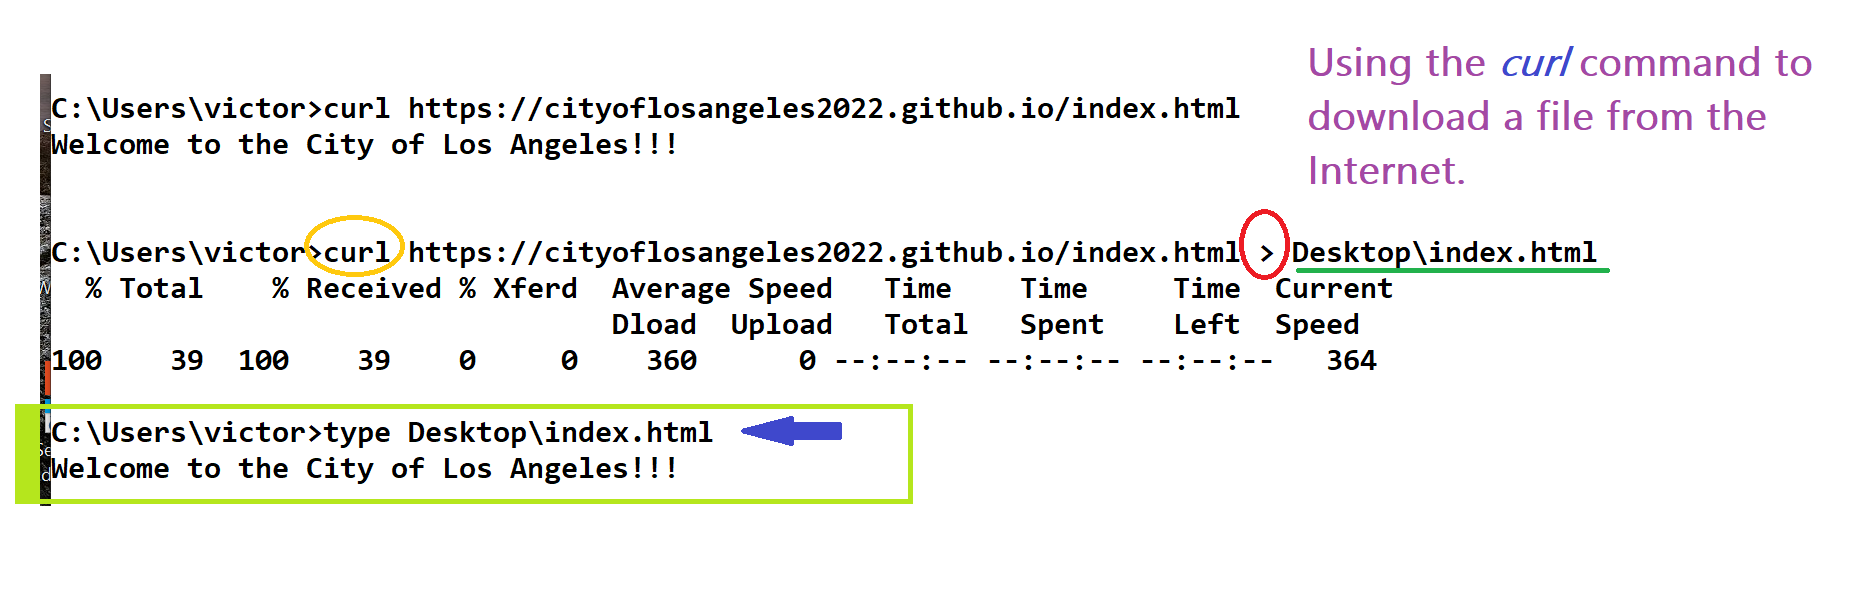 Using the curl command to
download a file from the
Internet.
C:\Users\victor>curl https://cityoflosangeles2022.github.io/index.html
Welcome to the City of Los Angeles!!!
C:\Users\victor>curl https://cityoflosangeles2022.github.io/index.html > Desktop\index.html
% Total % Received % Xferd Average Speed Time Time Time Current
Dload Upload Total Spent Left Speed
100 39 100 39 0 0 360 0 --:--:-- --:--:-- --:--:-- 364
C:\Users\victor>type Desktop\index.html
Welcome to the City of Los Angeles!!!